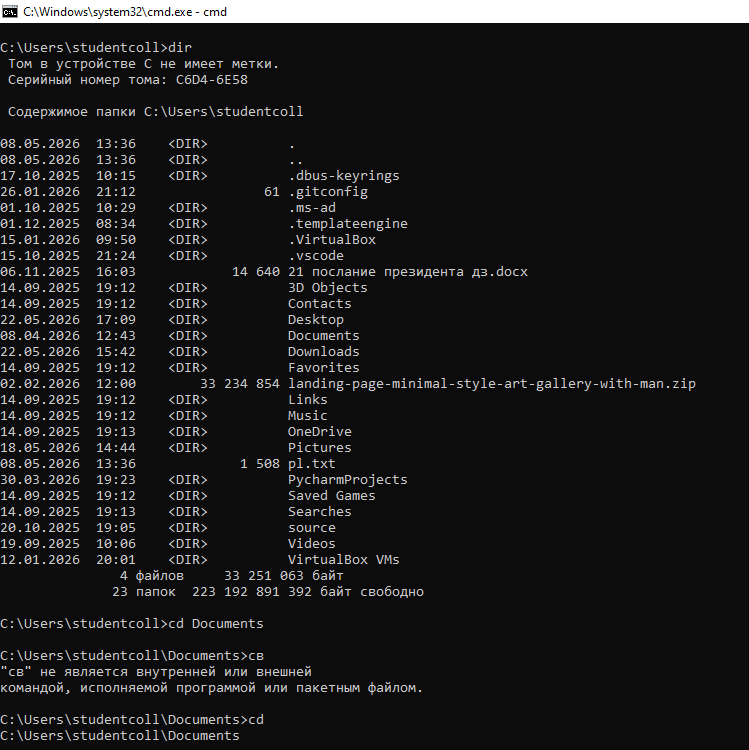 C:\Windows\system32\cmd.exe - cmd
C:\Users\studentcoll>dir
Том в устройстве C не имеет метки.
Серийный номер тома: C6D4-6E58
Содержимое папки C:\Users\studentcoll
08.05.2026  13:36    <DIR>          .
08.05.2026  13:36    <DIR>          ..
17.10.2025  10:15    <DIR>          .dbus-keyrings
26.01.2026  21:12                61 .gitconfig
01.10.2025  10:29    <DIR>          .ms-ad
01.12.2025  08:34    <DIR>          .templateengine
15.01.2026  09:50    <DIR>          .VirtualBox
15.10.2025  21:24    <DIR>          .vscode
06.11.2025  16:03            14 640 21 послание президента дз.docx
14.09.2025  19:12    <DIR>          3D Objects
14.09.2025  19:12    <DIR>          Contacts
22.05.2026  17:09    <DIR>          Desktop
08.04.2026  12:43    <DIR>          Documents
22.05.2026  15:42    <DIR>          Downloads
14.09.2025  19:12    <DIR>          Favorites
02.02.2026  12:00        33 234 854 landing-page-minimal-style-art-gallery-with-man.zip
14.09.2025  19:12    <DIR>          Links
14.09.2025  19:12    <DIR>          Music
14.09.2025  19:13    <DIR>          OneDrive
18.05.2026  14:44    <DIR>          Pictures
08.05.2026  13:36             1 508 pl.txt
30.03.2026  19:23    <DIR>          PycharmProjects
14.09.2025  19:12    <DIR>          Saved Games
14.09.2025  19:13    <DIR>          Searches
20.10.2025  19:05    <DIR>          source
19.09.2025  10:06    <DIR>          Videos
12.01.2026  20:01    <DIR>          VirtualBox VMs
4 файлов     33 251 063 байт
23 папок  223 192 891 392 байт свободно
C:\Users\studentcoll>cd Documents
C:\Users\studentcoll\Documents>св
"св" не является внутренней или внешней
командой, исполняемой программой или пакетным файлом.
C:\Users\studentcoll\Documents>cd
C:\Users\studentcoll\Documents